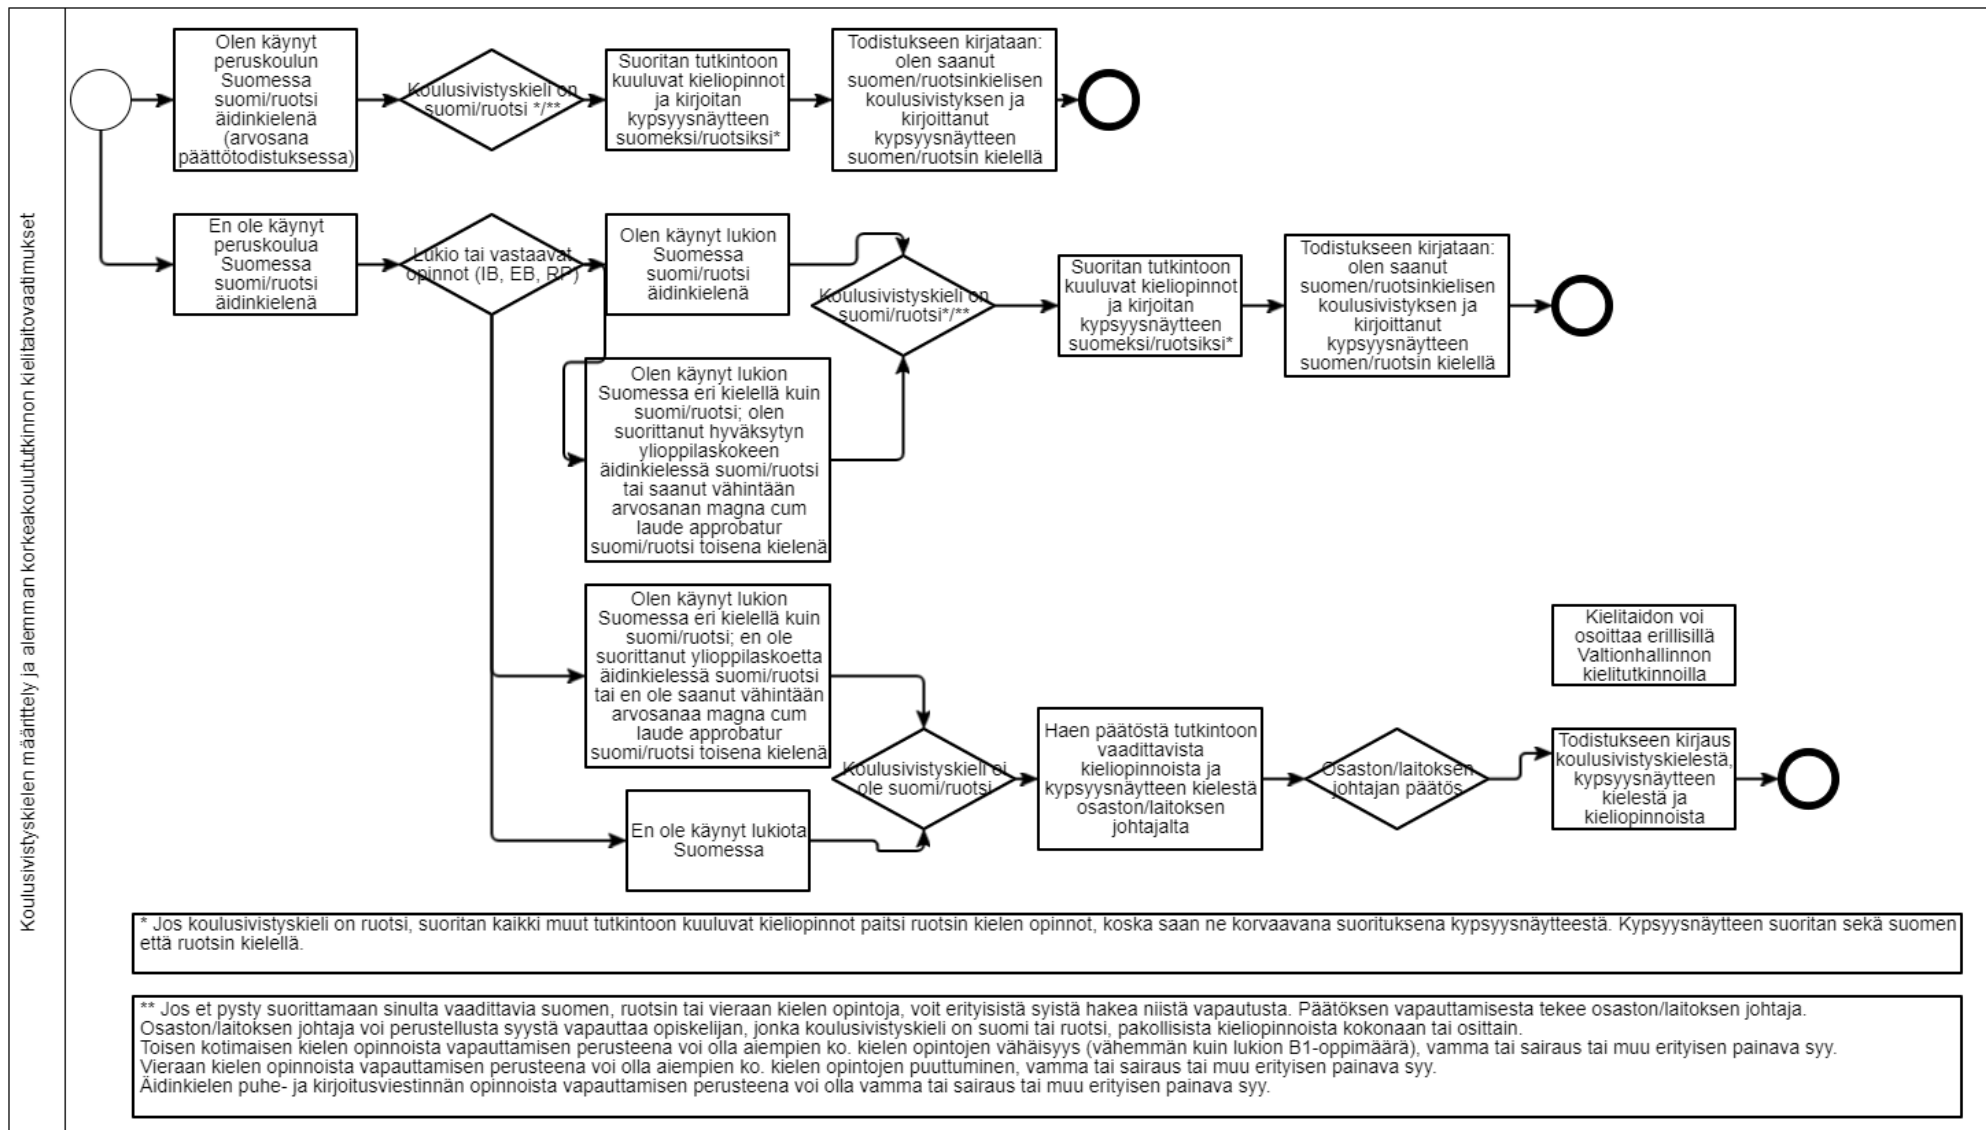 Koulusivistyskielen määrittely ja alemman korkeakoulututkinnon kielitaitovaatimukset
Olen käynyt
peruskoulun
Suomessa
suomi/ruotsi
äidinkielenä
(arvosana
päättötodistuksessa)
Koulusivistyskieli on
suomi/ruotsi */**
Suoritan tutkintoon
kuuluvat kieliopinnot
ja kirjoitan
kypsyysnäytteen
suomeksi/ruotsiksi*
Todistukseen kirjataan:
olen saanut
suomen/ruotsinkielisen
koulusivistyksen ja
kirjoittanut
kypsyysnäytteen
suomen/ruotsin kielellä
En ole käynyt
peruskoulua
Suomessa
suomi/ruotsi
äidinkielenä
Lukio tai vastaavat
opinnot (IB, EB, RP)
Olen käynyt lukion
Suomessa
suomi/ruotsi
äidinkielenä
Koulusivistyskieli on
suomi/ruotsi*/**
Suoritan tutkintoon
kuuluvat kieliopinnot
ja kirjoitan
kypsyysnäytteen
suomeksi/ruotsiksi*
Todistukseen kirjataan:
olen saanut
suomen/ruotsinkielisen
koulusivistyksen ja
kirjoittanut
kypsyysnäytteen
suomen/ruotsin kielellä
Olen käynyt lukion
Suomessa eri kielellä kuin
suomi/ruotsi; olen
suorittanut hyväksytyn
ylioppilaskokeen
äidinkielessä suomi/ruotsi
tai saanut vähintään
arvosanan magna cum
laude approbatur
suomi/ruotsi toisena kielenä
Olen käynyt lukion
Suomessa eri kielellä kuin
suomi/ruotsi; en ole
suorittanut ylioppilaskoetta
äidinkielessä suomi/ruotsi
tai en ole saanut vähintään
arvosanaa magna cum
laude approbatur
suomi/ruotsi toisena kielenä
En ole käynyt lukiota
Suomessa
Koulusivistyskieli ei
ole suomi/ruotsi
Haen päätöstä tutkintoon
vaadittavista
kieliopinnoista ja
kypsyysnäytteen kielestä
osaston/laitoksen
johtajalta
Osaston/laitoksen
johtajan päätös
Kielitaidon voi
osoittaa erillisillä
Valtionhallinnon
kielitutkinnoilla
Todistukseen kirjaus
koulusivistyskielestä,
kypsyysnäytteen
kielestä ja
kieliopinnoista
* Jos koulusivistyskieli on ruotsi, suoritan kaikki muut tutkintoon kuuluvat kieliopinnot paitsi ruotsin kielen opinnot, koska saan ne korvaavana suorituksena kypsyysnäytteestä. Kypsyysnäytteen suoritan sekä suomen
että ruotsin kielellä.
** Jos et pysty suorittamaan sinulta vaadittavia suomen, ruotsin tai vieraan kielen opintoja, voit erityisistä syistä hakea niistä vapautusta. Päätöksen vapauttamisesta tekee osaston/laitoksen johtaja.
Osaston/laitoksen johtaja voi perustellusta syystä vapauttaa opiskelijan, jonka koulusivistyskieli on suomi tai ruotsi, pakollisista kieliopinnoista kokonaan tai osittain.
Toisen kotimaisen kielen opinnoista vapauttamisen perusteena voi olla aiempien ko. kielen opintojen vähäisyys (vähemmän kuin lukion B1-oppimäärä), vamma tai sairaus tai muu erityisen painava syy.
Vieraan kielen opinnoista vapauttamisen perusteena voi olla aiempien ko. kielen opintojen puuttuminen, vamma tai sairaus tai muu erityisen painava syy.
Äidinkielen puhe- ja kirjoitusviestinnän opinnoista vapauttamisen perusteena voi olla vamma tai sairaus tai muu erityisen painava syy.